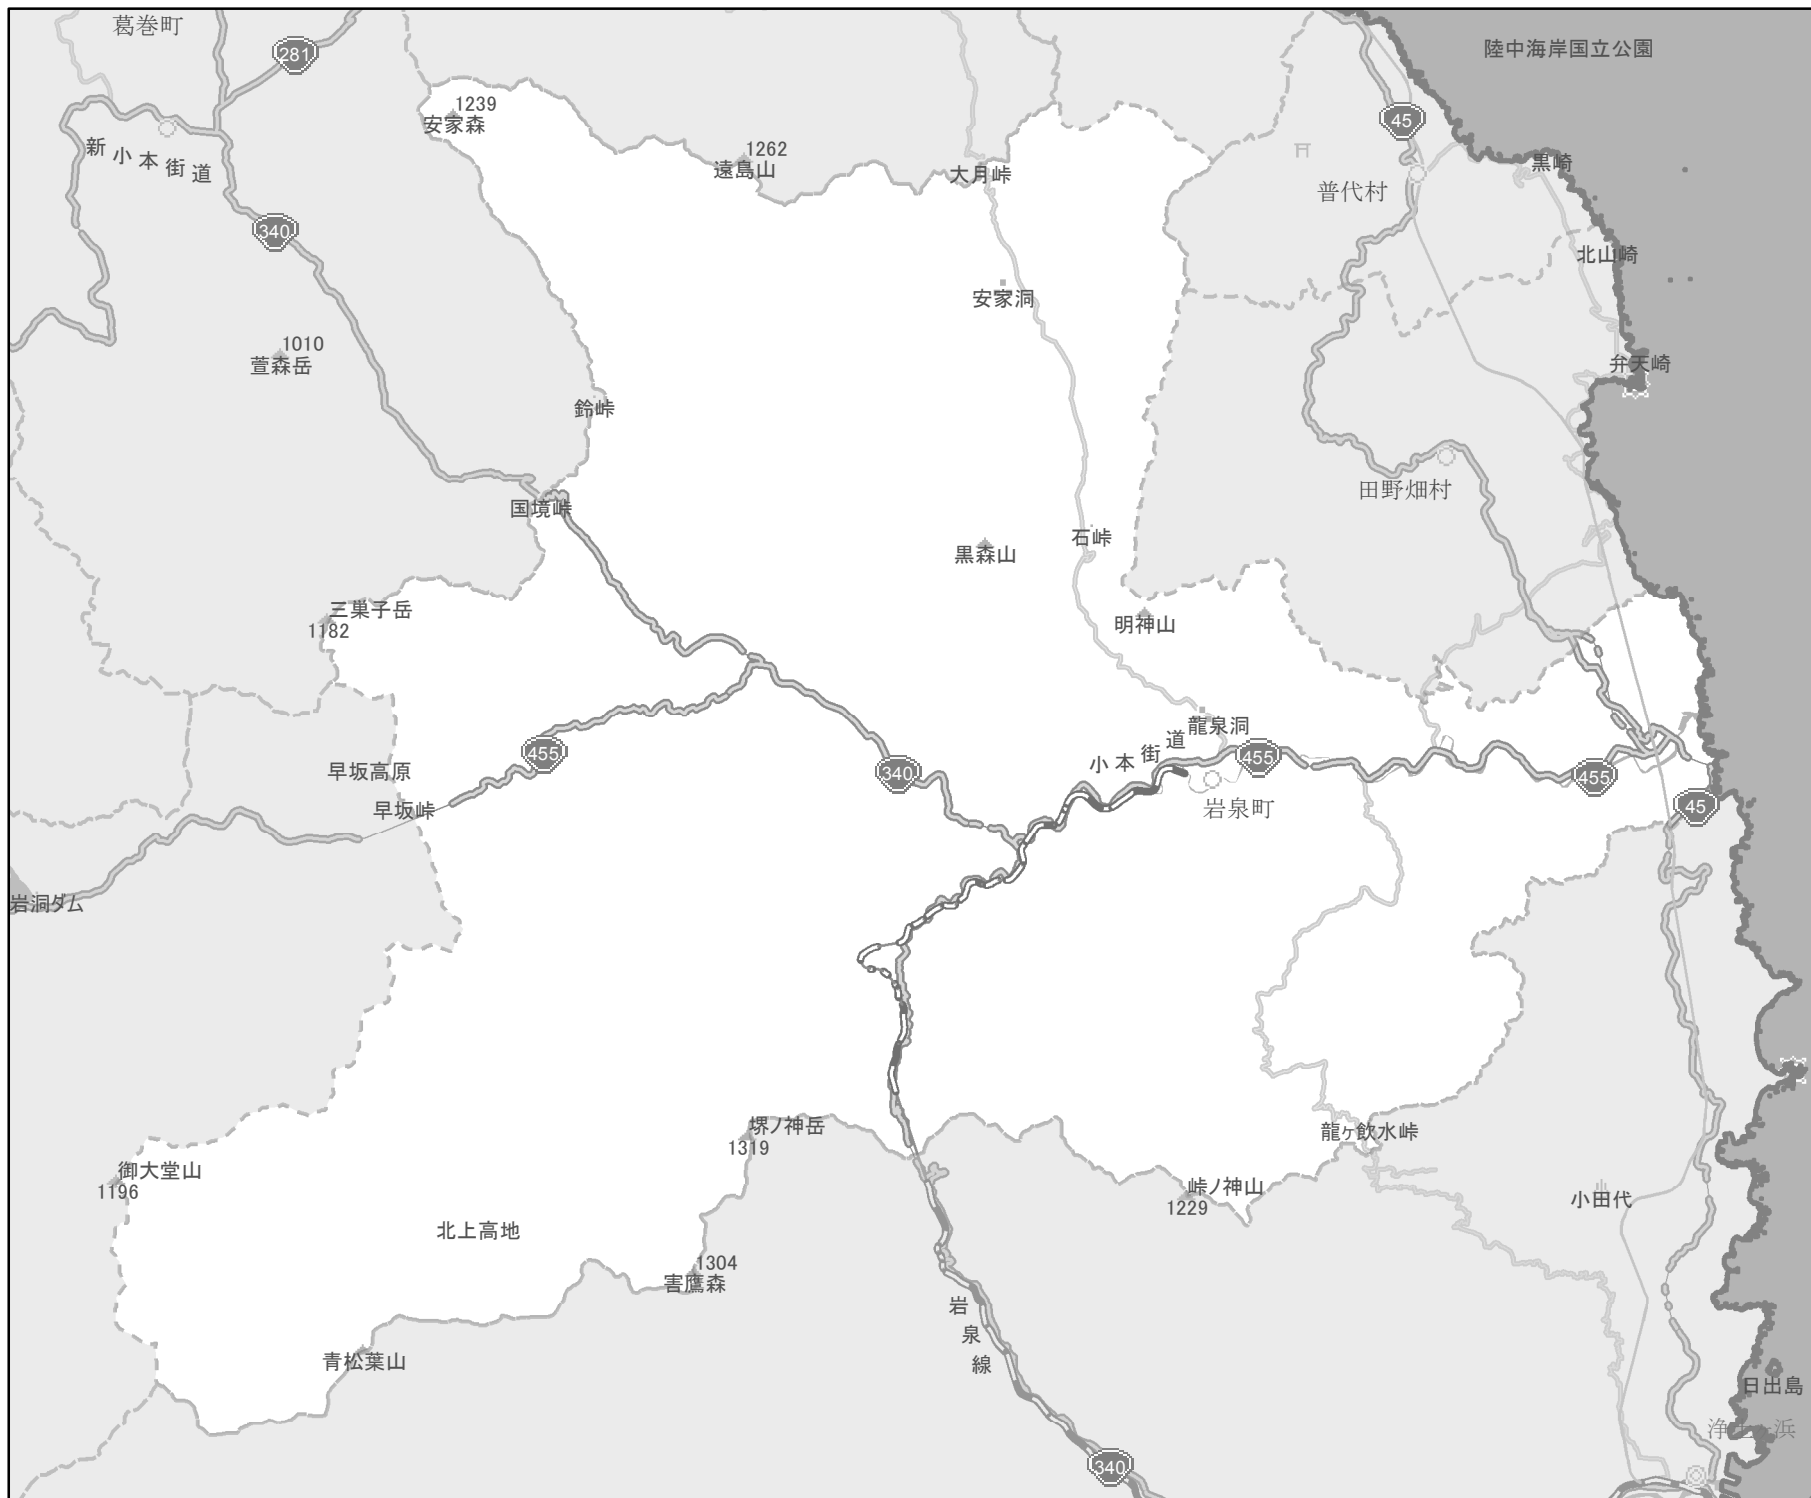 葛巻町
281
陸中海岸国立公園
1239
安家森
45
新小本街道
1262
遠島山
大月峠
黒崎
普代村
340
北山崎
安家洞
1010
萱森岳
弁天崎
鈴峠
田野畑村
国境峠
石峠
黒森山
三巣子岳
1182
明神山
龍泉洞
小本街道
455
455
340
455
早坂高原
早坂峠
岩泉町
45
岩洞ダム
堺ノ神岳
1319
龍ヶ飲水峠
御大堂山
1196
峠ノ神山
1229
小田代
北上高地
1304
害鷹森
岩泉線
青松葉山
日出島
浄土ヶ浜
340